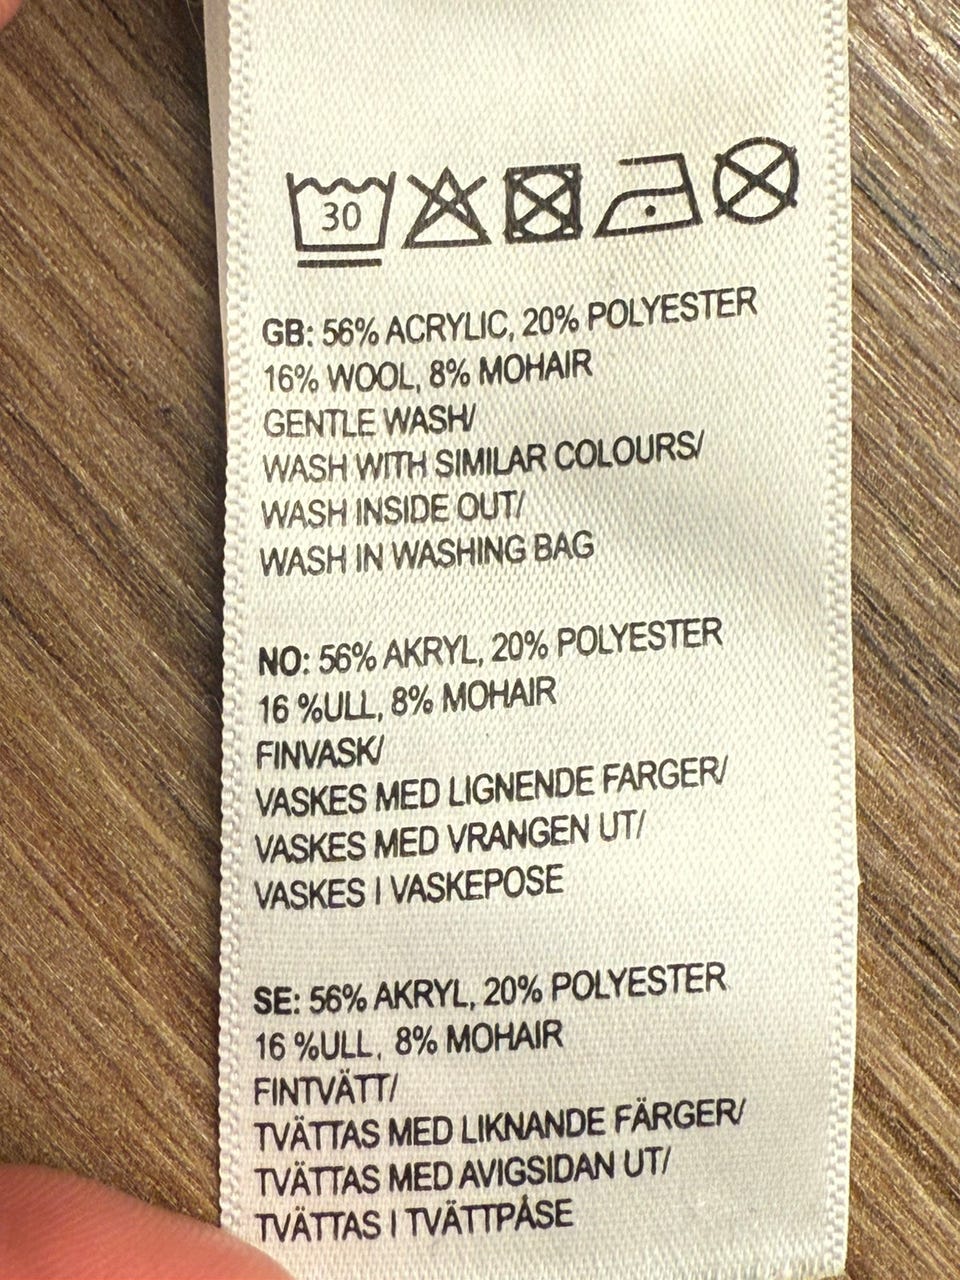 30
GB: 56% ACRYLIC, 20% POLYESTER
16% WOOL, 8% MOHAIR
GENTLE WASH/
WASH WITH SIMILAR COLOURS/
WASH INSIDE OUT/
WASH IN WASHING BAG
NO: 56% AKRYL, 20% POLYESTER
16 %ULL, 8% MOHAIR
FINVASK/
VASKES MED LIGNENDE FARGER/
VASKES MED VRANGEN UT/
VASKES I VASKEPOSE
SE: 56% AKRYL, 20% POLYESTER
16 %ULL, 8% MOHAIR
FINTVÄTT/
TVÄTTAS MED LIKNANDE FÄRGER/
TVÄTTAS MED AVIGSIDAN UT/
TVÄTTAS I TVÄTTPÅSE